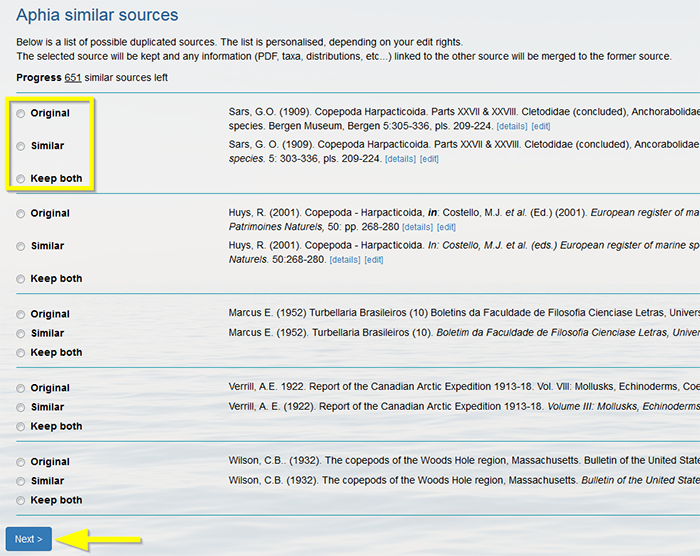 Aphia similar sources
Below is a list of possible duplicated sources. The list is personalised, depending on your edit rights.
The selected source will be kept and any information (PDF, taxa, distributions, etc...) linked to the other source will be merged to the former source.
Progress 651 similar sources left
Original Sars, G.O. (1909). Copepoda Harpacticoida. Parts XXVII & XXVIII. Cletodidae (concluded), Anchorabolidae
species. Bergen Museum, Bergen 5:305-336, pls. 209-224. [details] [edit]
Similar Sars, G. O. (1909). Copepoda Harpacticoida. Parts XXVII & XXVIII. Cletodidae (concluded), Ancorabolidae
species. 5: 303-336, pls. 209-224. [details] [edit]
Keep both
Original Huys, R. (2001). Copepoda - Harpacticoida, in: Costello, M.J. et al. (Ed.) (2001). European register of ma
Patrimoines Naturels, 50: pp. 268-280 [details] [edit]
Similar Huys, R. (2001). Copepoda - Harpacticoida. In: Costello, M.J. et al. (eds.) European register of marine sp
Naturels. 50:268-280. [details] [edit]
Keep both
Original Marcus E. (1952) Turbellaria Brasileiros (10) Boletins da Faculdade de Filosofia Cienciase Letras, Univers
Similar Marcus E. (1952). Turbellaria Brasileiros (10). Boletim da Faculdade de Filosofia Cienciase Letras, Univer
Keep both
Original Verrill, A.E. 1922. Report of the Canadian Arctic Expedition 1913-18. Vol. VIII: Mollusks, Echinoderms, Coe
Similar Verrill, A. E. (1922). Report of the Canadian Arctic Expedition 1913-18. Volume III: Mollusks, Echinoderms
Keep both
Original Wilson, C.B.. (1932). The copepods of the Woods Hole region, Massachusetts. Bulletin of the United State
Similar Wilson, C.B. (1932). The copepods of the Woods Hole region, Massachusetts. Bulletin of the United State
Keep both
Next >